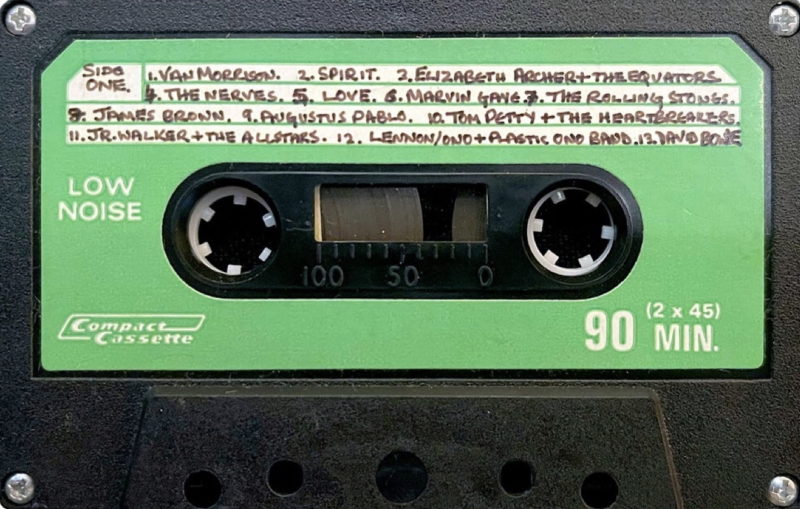 SIDE ONE.
1. VAN MORRISON. 2. SPIRIT. 2. ELIZABETH ARCHER + THE EQUATORS
4. THE NERVES. 5. LOVE. 6. MARVIN GAYE. 7. THE ROLLING STONES.
8. JAMES BROWN. 9. AUGUSTUS PABLO. 10. TOM PETTY + THE HEARTBREAKERS.
11. JR. WALKER + THE ALLSTARS. 12. LENNON/ONO + PLASTIC ONO BAND. 13. DAVID BOWIE
LOW
NOISE
100 50 0
Compact
Cassette
90 (2 x 45)
MIN.